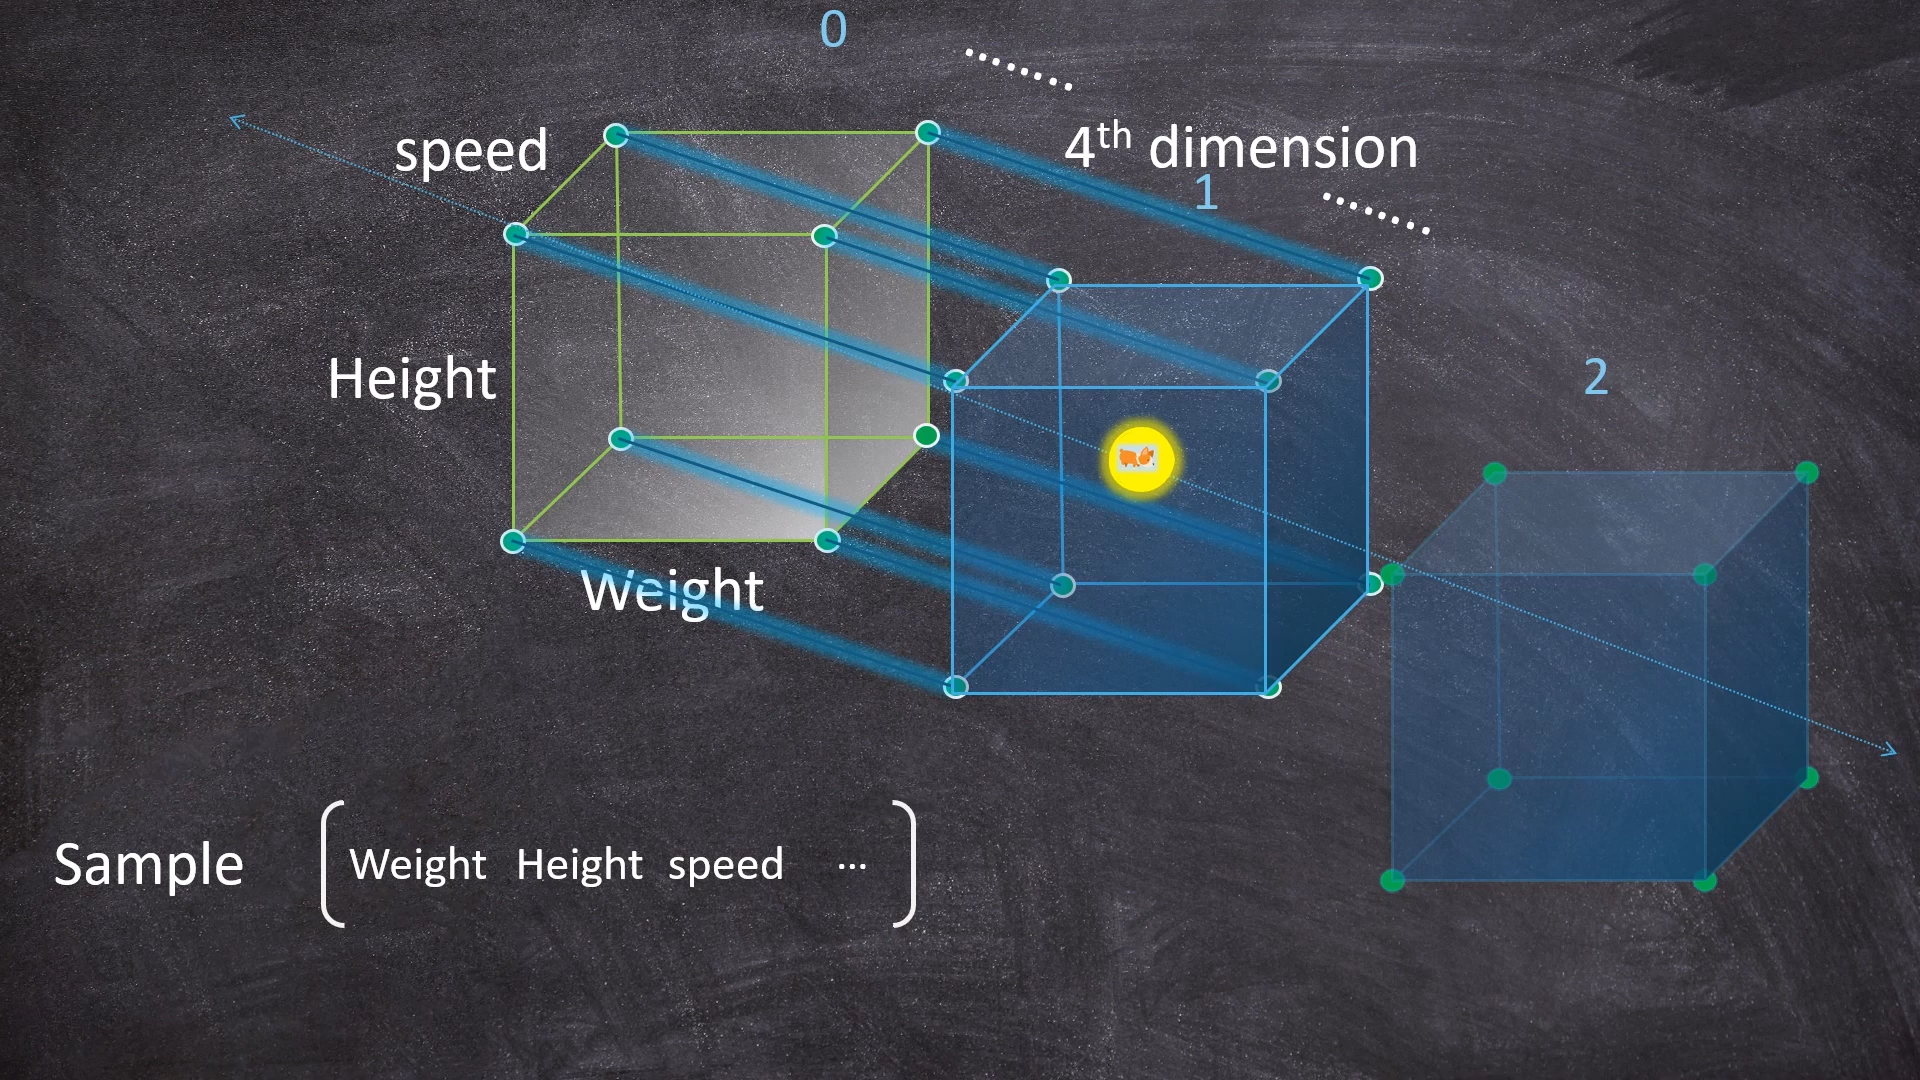 0
speed
4th dimension
1
Height
2
Weight
Sample
Weight Height speed ...